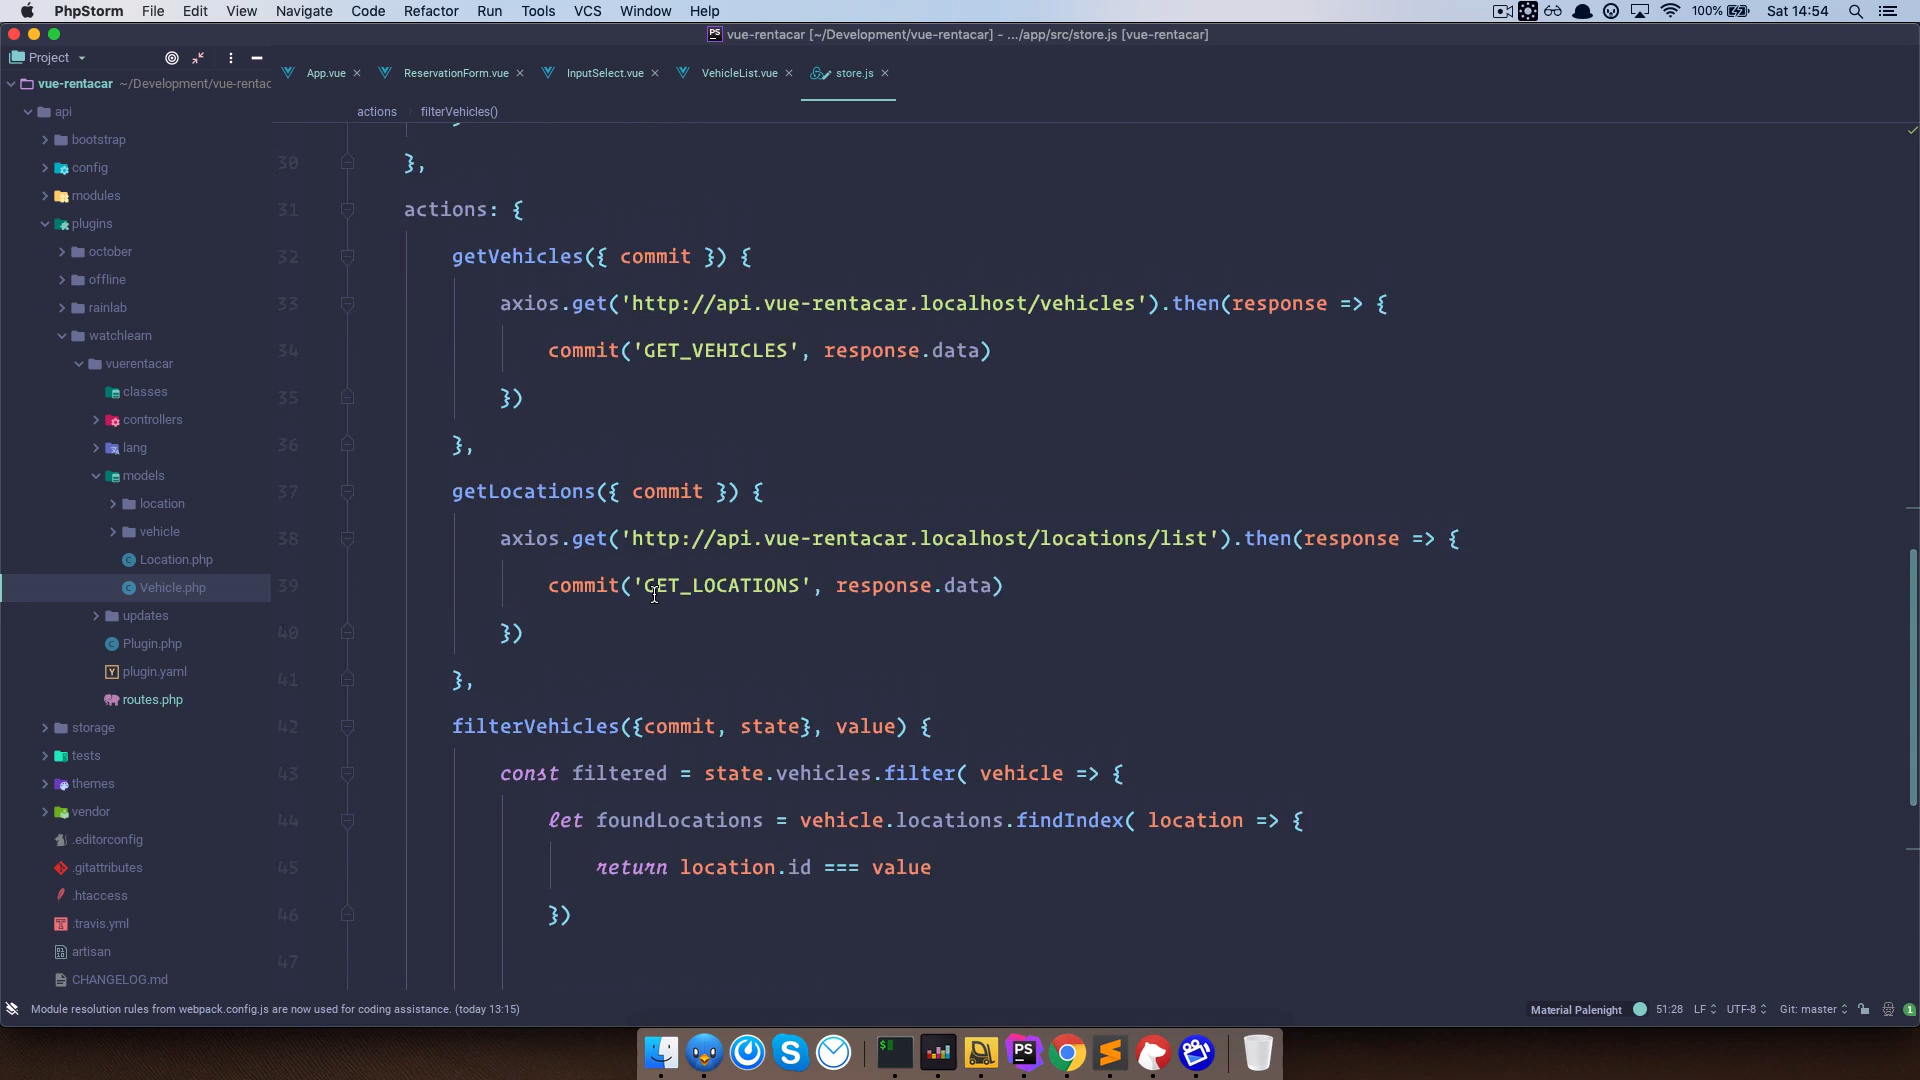 PhpStorm File Edit View Navigate Code Refactor Run Tools VCS Window Help 100% Sat 14:54
vue-rentacar [~/Development/vue-rentacar] - .../app/src/store.js [vue-rentacar]
Project
App.vue ReservationForm.vue InputSelect.vue VehicleList.vue store.js
actions filterVehicles()
vue-rentacar ~/Development/vue-rentac
api
bootstrap
config
modules
plugins
october
offline
rainlab
watchlearn
vuerentacar
classes
controllers
lang
models
location
vehicle
Location.php
Vehicle.php
updates
Plugin.php
plugin.yaml
routes.php
storage
tests
themes
vendor
.editorconfig
.gitattributes
.htaccess
.travis.yml
artisan
CHANGELOG.md
30 },
31 actions: {
32 getVehicles({ commit }) {
33 axios.get('http://api.vue-rentacar.localhost/vehicles').then(response => {
34 commit('GET_VEHICLES', response.data)
35 })
36 },
37 getLocations({ commit }) {
38 axios.get('http://api.vue-rentacar.localhost/locations/list').then(response => {
39 commit('GET_LOCATIONS', response.data)
40 })
41 },
42 filterVehicles({commit, state}, value) {
43 const filtered = state.vehicles.filter( vehicle => {
44 let foundLocations = vehicle.locations.findIndex( location => {
45 return location.id === value
46 })
47
Module resolution rules from webpack.config.js are now used for coding assistance. (today 13:15)
Material Palenight 51:28 LF UTF-8 Git: master 1